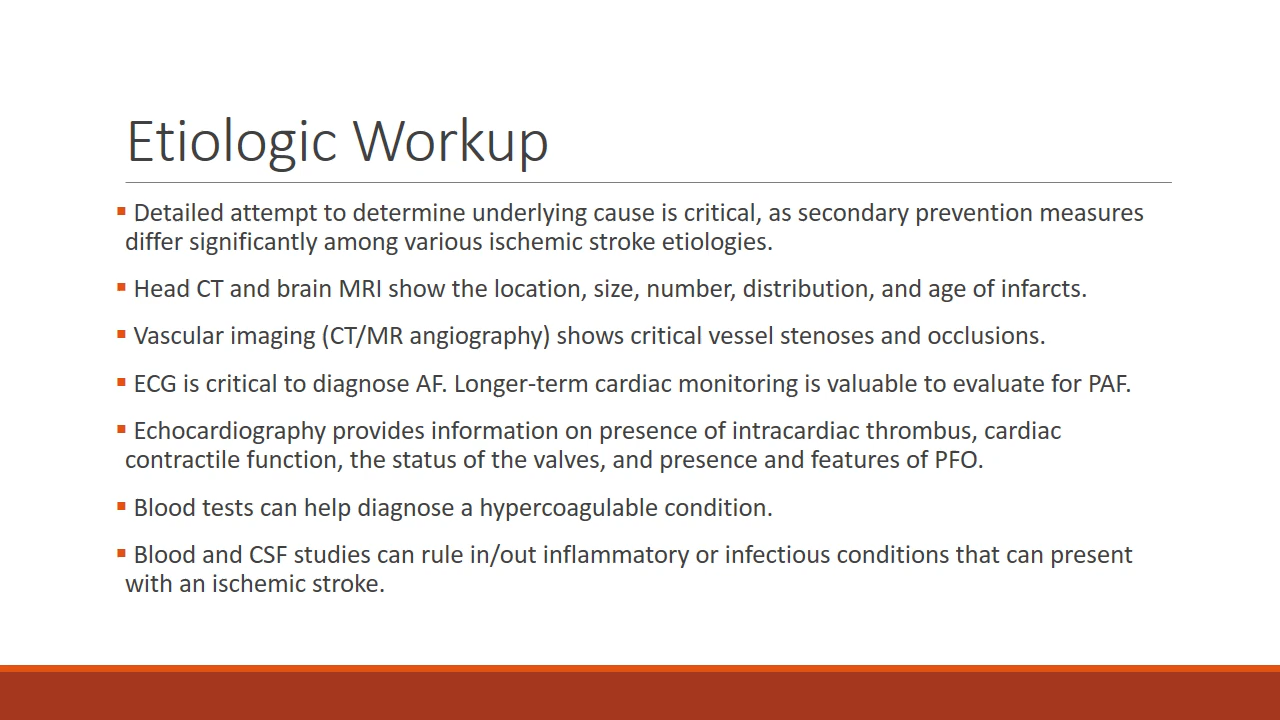 Etiologic Workup
▪ Detailed attempt to determine underlying cause is critical, as secondary prevention measures
differ significantly among various ischemic stroke etiologies.
▪ Head CT and brain MRI show the location, size, number, distribution, and age of infarcts.
▪ Vascular imaging (CT/MR angiography) shows critical vessel stenoses and occlusions.
▪ ECG is critical to diagnose AF. Longer-term cardiac monitoring is valuable to evaluate for PAF.
▪ Echocardiography provides information on presence of intracardiac thrombus, cardiac
contractile function, the status of the valves, and presence and features of PFO.
▪ Blood tests can help diagnose a hypercoagulable condition.
▪ Blood and CSF studies can rule in/out inflammatory or infectious conditions that can present
with an ischemic stroke.